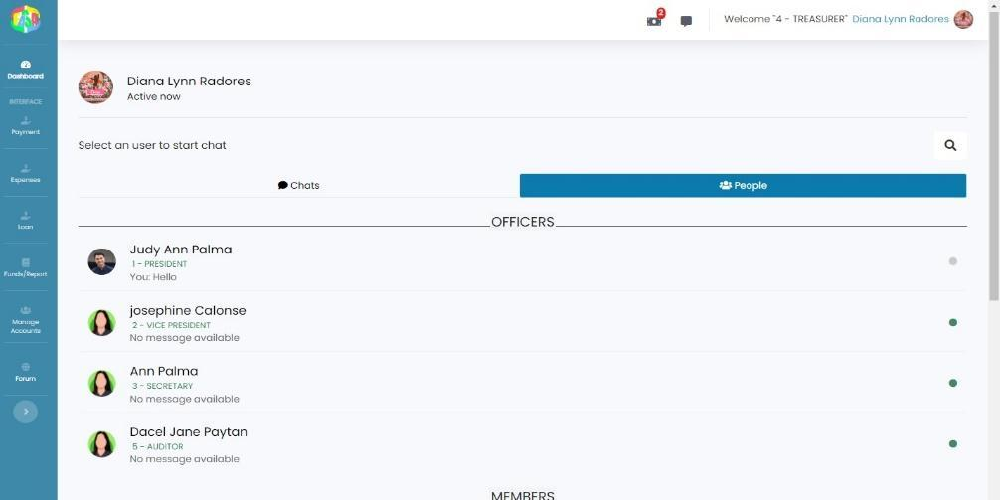 2
Welcome "4 - TREASURER" Diana Lynn Radores
Dashboard
INTERFACE
Payment
Expenses
Loan
Funds/Report
Manage
Accounts
Forum
Diana Lynn Radores
Active now
Select an user to start chat
Chats
People
OFFICERS
Judy Ann Palma
1 - PRESIDENT
You: Hello
josephine Calonse
2 - VICE PRESIDENT
No message available
Ann Palma
3 - SECRETARY
No message available
Dacel Jane Paytan
5 - AUDITOR
No message available
MEMBERS